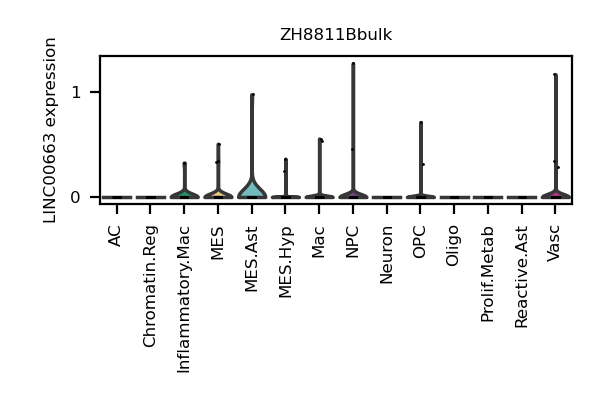 ZH8811Bbulk
LINC00663 expression
1
0
AC
Chromatin.Reg
Inflammatory.Mac
MES
MES.Ast
MES.Hyp
Mac
NPC
Neuron
OPC
Oligo
Prolif.Metab
Reactive.Ast
Vasc